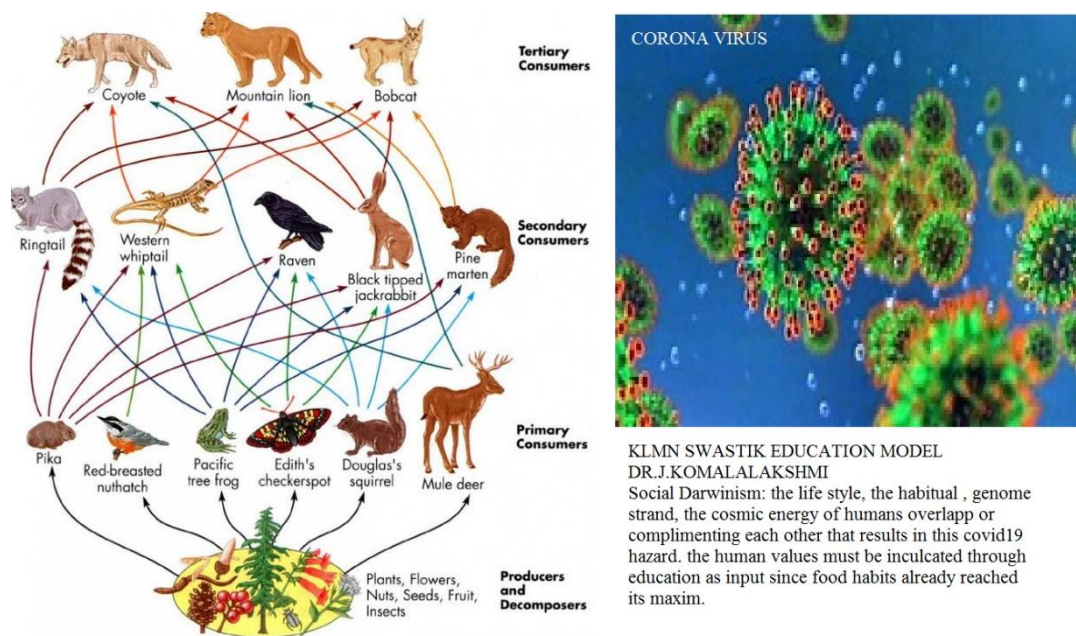 Tertiary
Consumers
Coyote
Mountain lion
Bobcat
Secondary
Consumers
Ringtail
Western
whiptail
Raven
Black tipped
jackrabbit
Pine
marten
Primary
Consumers
Pika
Red-breasted
nuthatch
Pacific
tree frog
Edith's
checkerspot
Douglas's
squirrel
Mule deer
Plants, Flowers,
Nuts, Seeds, Fruit,
Insects
Producers
and
Decomposers
CORONA VIRUS
KLMN SWASTIK EDUCATION MODEL
DR.J.KOMALALAKSHMI
Social Darwinism: the life style, the habitual , genome
strand, the cosmic energy of humans overlapp or
complimenting each other that results in this covid19
hazard. the human values must be inculcated through
education as input since food habits already reached
its maxim.